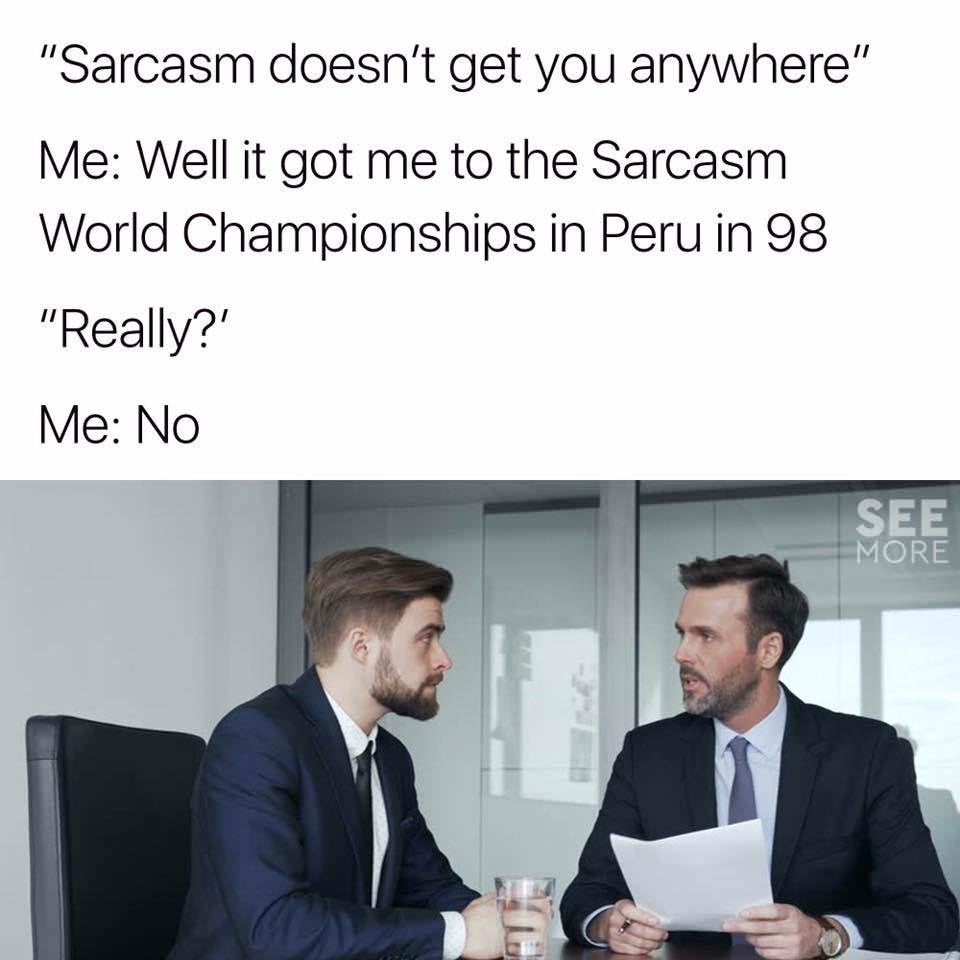 "Sarcasm doesn't get you anywhere"
Me: Well it got me to the Sarcasm
World Championships in Peru in 98
"Really?'
Me: No
SEE
MORE